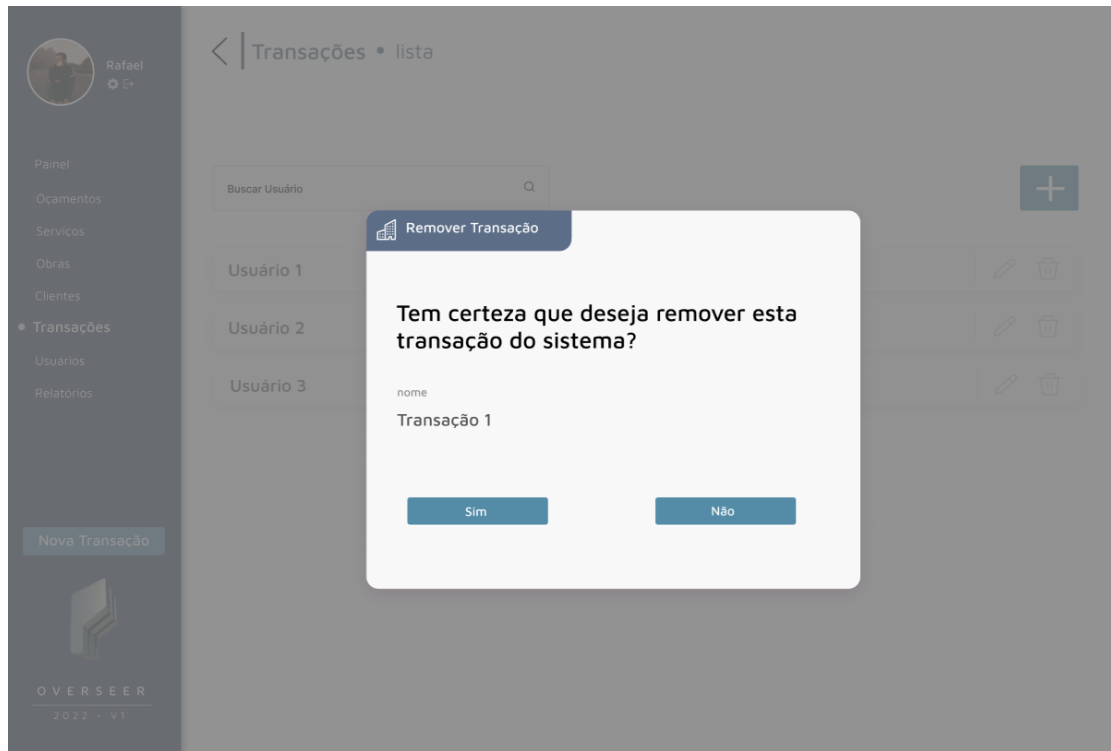 Rafael
Transações • lista
Painel
Oçamentos
Serviços
Obras
Clientes
• Transações
Usuários
Relatórios
Nova Transação
OVERSEER
2022 - V1
Buscar Usuário
Usuário 1
Usuário 2
Usuário 3
Remover Transação
Tem certeza que deseja remover esta
transação do sistema?
nome
Transação 1
Sim
Não